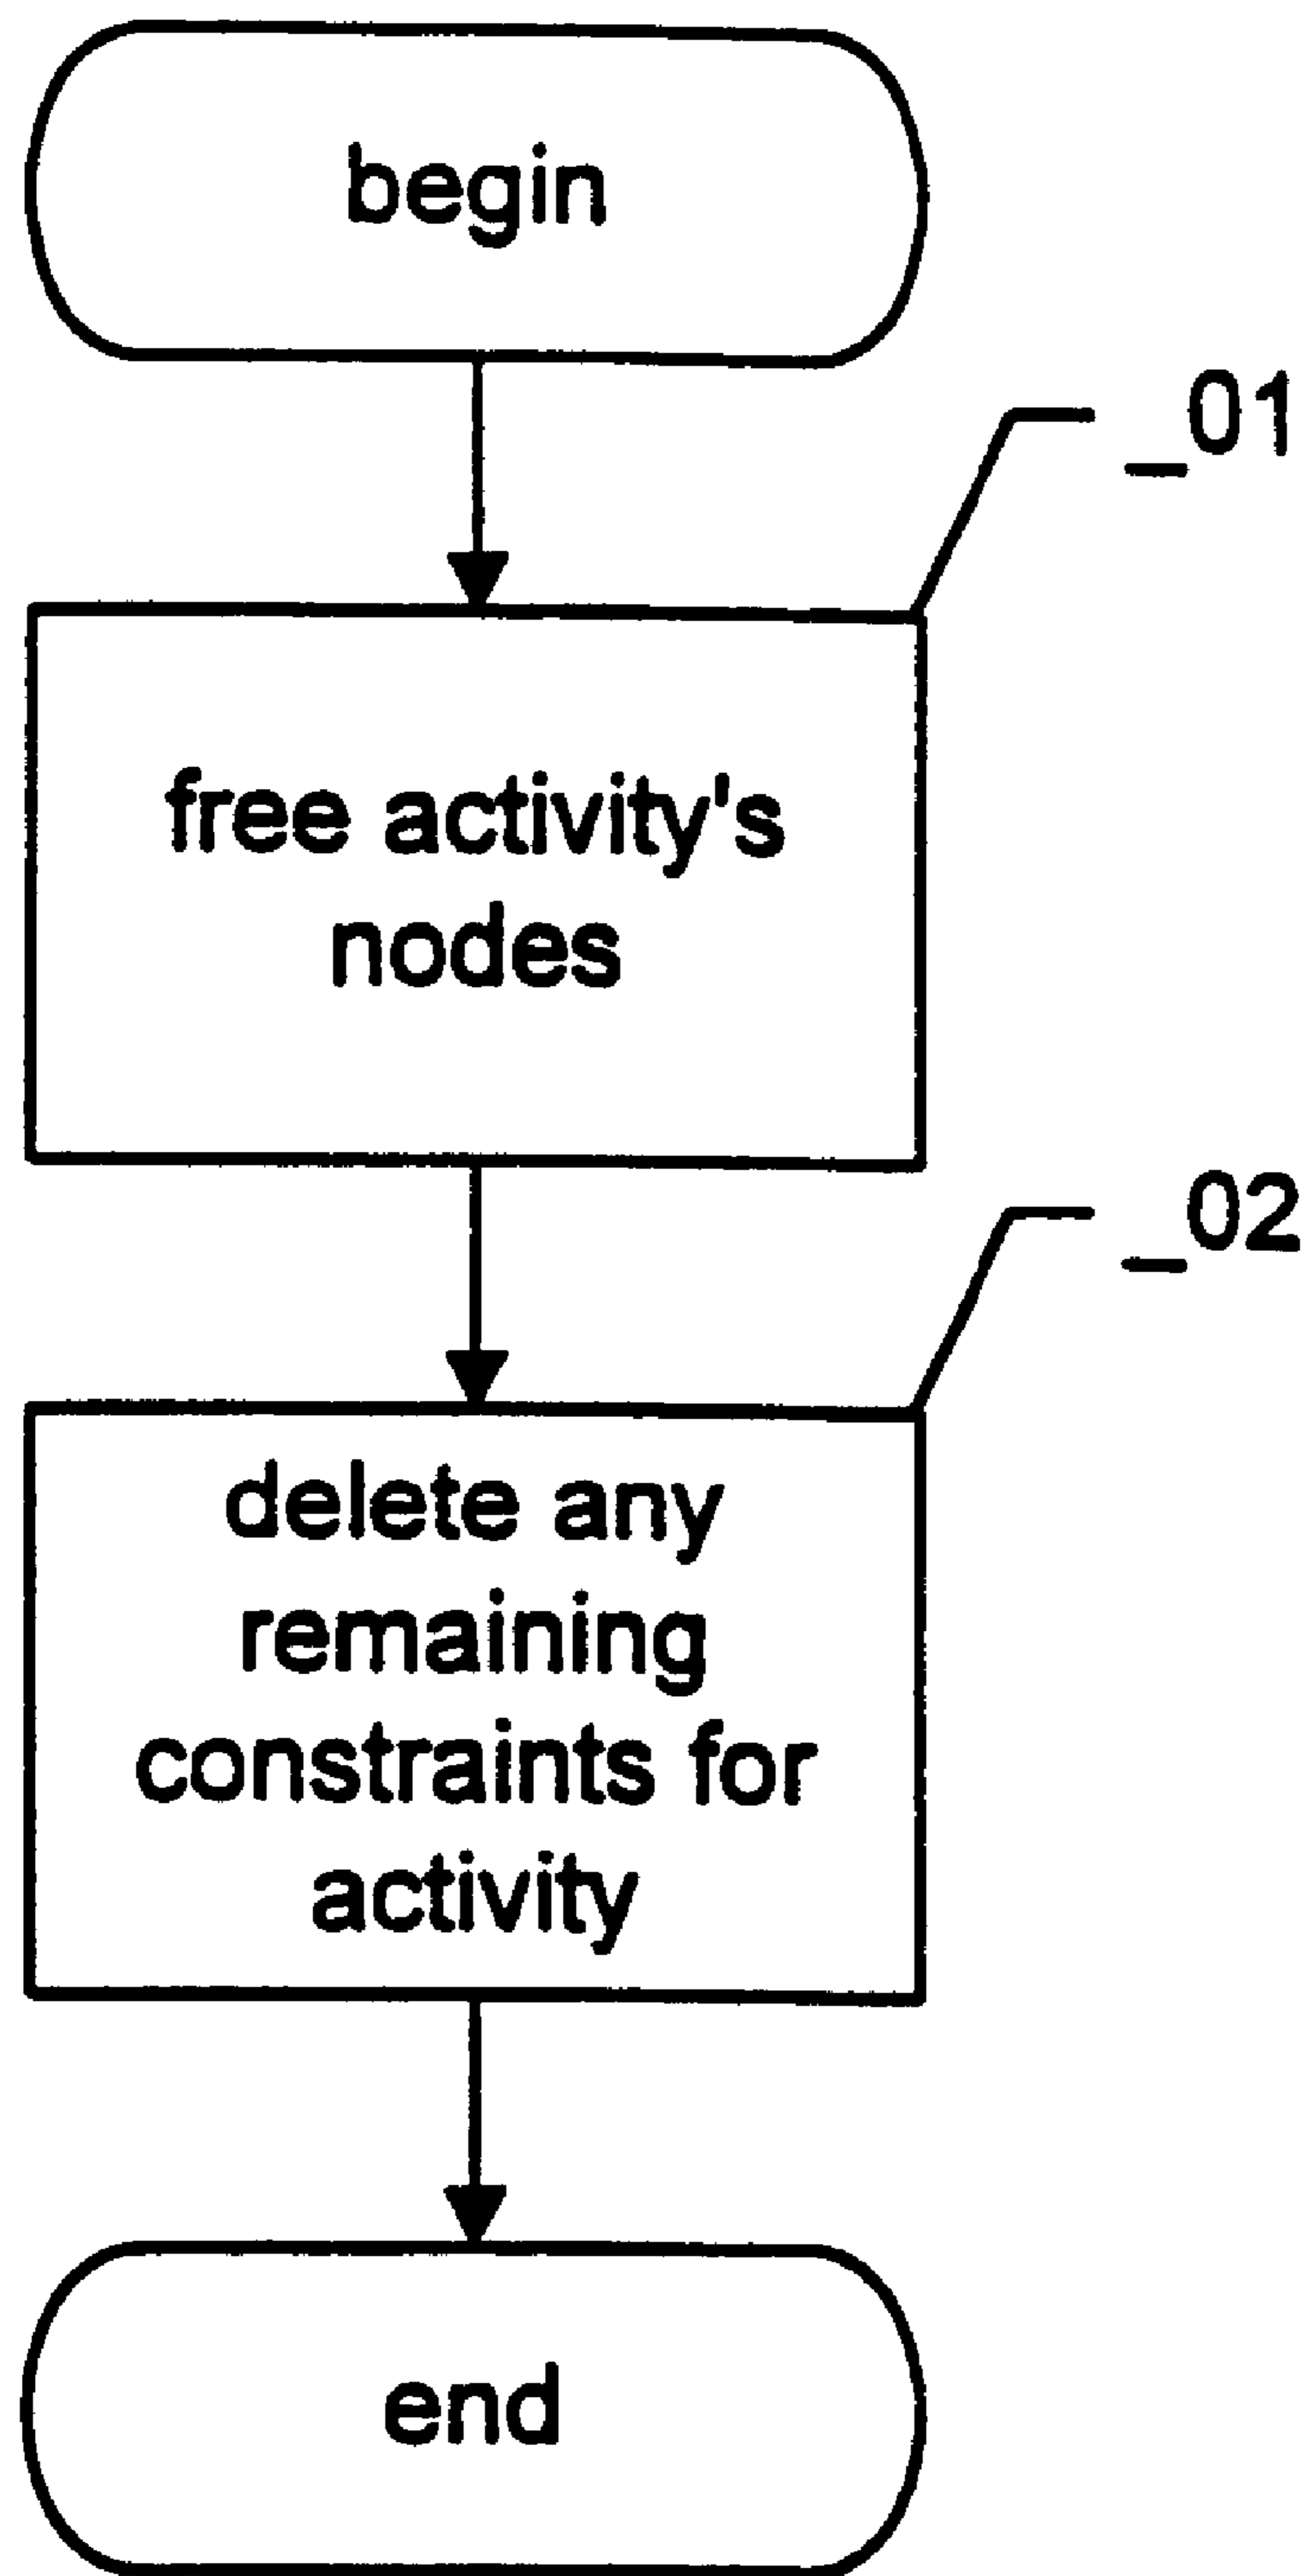 begin
_01
free activity's
nodes
_02
delete any
remaining
constraints for
activity
end